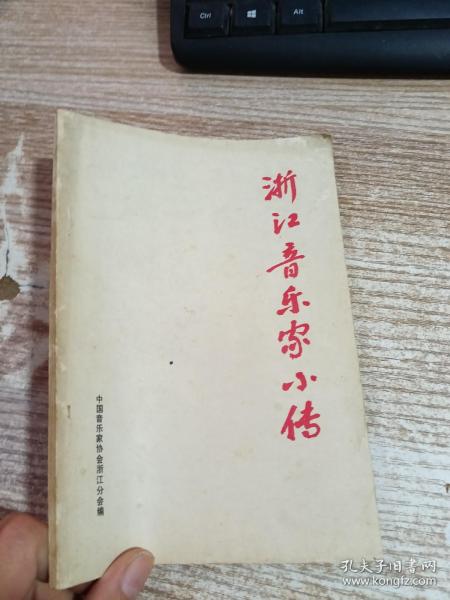 Ctrl
Alt
浙江音乐家小传
中国音乐家协会浙江分会编
孔夫子旧书网
www.kongfz.com